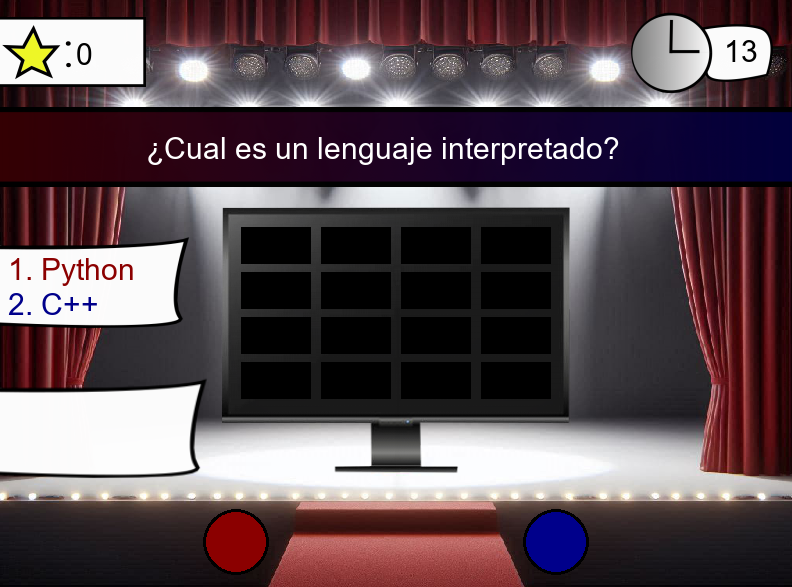 :0
13
¿Cual es un lenguaje interpretado?
1. Python
2. C++